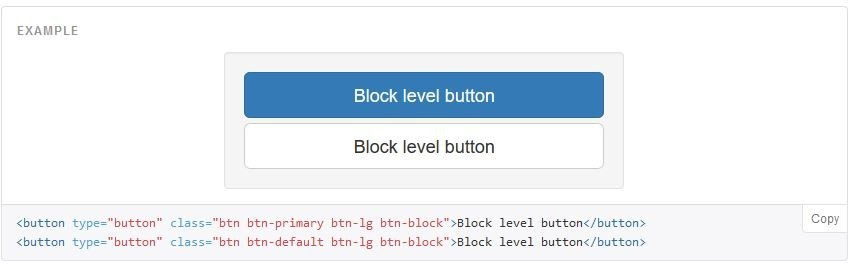 EXAMPLE
Block level button
Block level button
Copy
<button type="button" class="btn btn-primary btn-lg btn-block">Block level button</button>
<button type="button" class="btn btn-default btn-lg btn-block">Block level button</button>